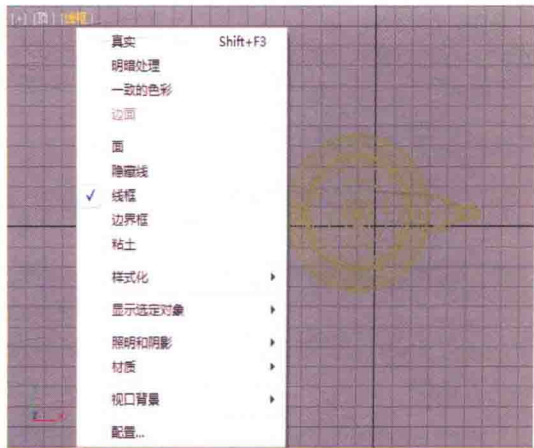 [+] [顶] [线框]
真实 Shift+F3
明暗处理
一致的色彩
边面
面
隐藏线
线框
边界框
粘土
样式化
显示选定对象
照明和阴影
材质
视口背景
配置...
z x